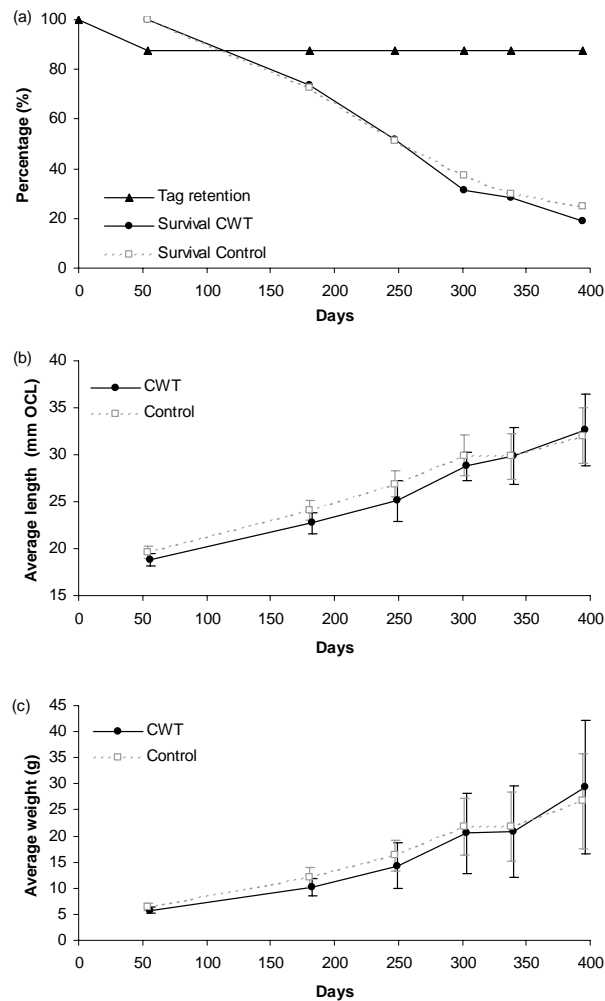 (a)
Percentage (%)
100
80
60
40
20
0
Tag retention
Survival CWT
Survival Control
0 50 100 150 200 250 300 350 400
Days
(b)
Average length (mm OCL)
40
35
30
25
20
15
CWT
Control
0 50 100 150 200 250 300 350 400
Days
(c)
Average weight (g)
45
40
35
30
25
20
15
10
5
0
CWT
Control
0 50 100 150 200 250 300 350 400
Days